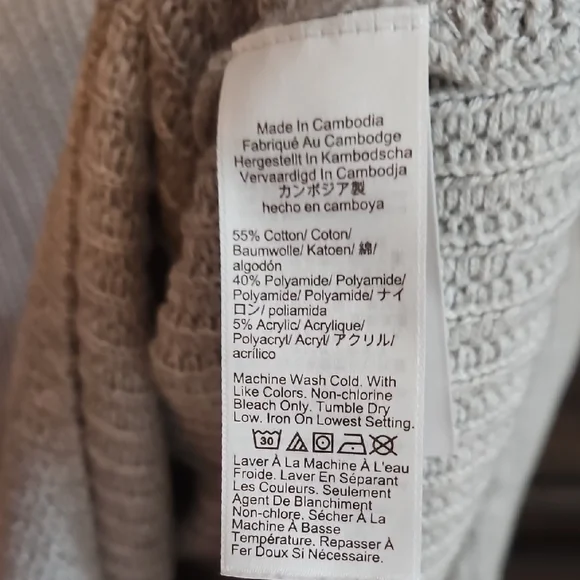 Made In Cambodia
Fabriqué Au Cambodge
Hergestellt In Kambodscha
Vervaardigd In Cambodja
カンボジア製
hecho en camboya
55% Cotton/ Coton/
Baumwolle/ Katoen/ 綿/
algodón
40% Polyamide/ Polyamide/
Polyamide/ Polyamide/ ナイ
ロン/ poliamida
5% Acrylic/ Acrylique/
Polyacryl/ Acryl/ アクリル/
acrílico
Machine Wash Cold. With
Like Colors. Non-chlorine
Bleach Only. Tumble Dry
Low. Iron On Lowest Setting.
30
Laver À La Machine À L'eau
Froide. Laver En Séparant
Les Couleurs. Seulement
Agent De Blanchiment
Non-chlore. Sécher À La
Machine À Basse
Température. Repasser À
Fer Doux Si Nécessaire.